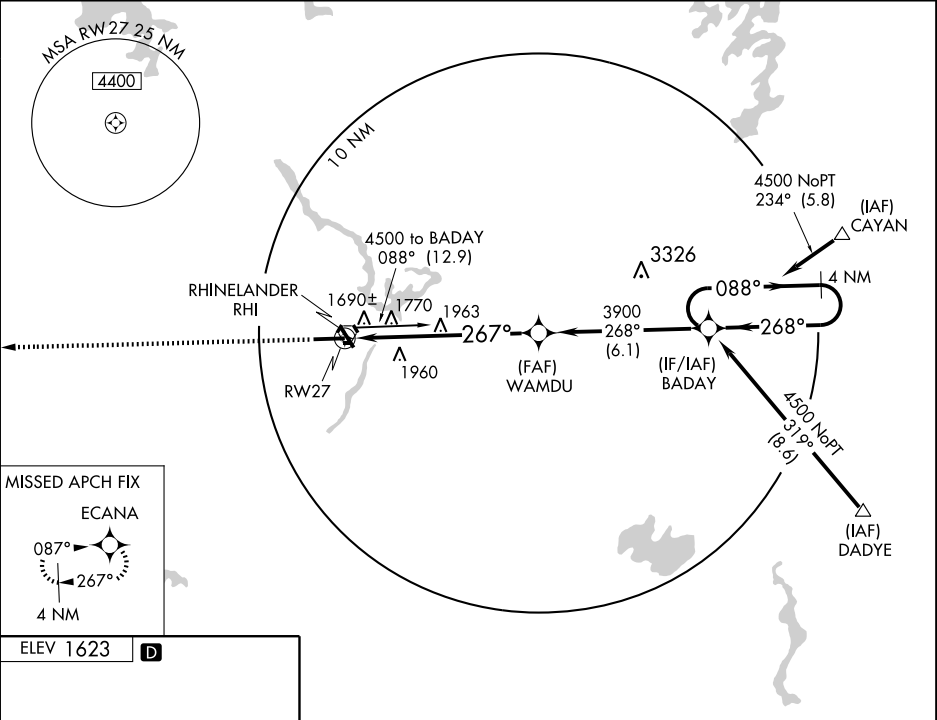 MSA RW27 25 NM
4400
10 NM
4500 NoPT
234° (5.8)
(IAF)
CAYAN
4500 to BADAY
088° (12.9)
3326
4 NM
088°
RHINELANDER
RHI
1690±
1770
1963
267°
3900
268°
(6.1)
268°
1960
RW27
(FAF)
WAMDU
(IF/IAF)
BADAY
4500 NoPT
319°
(8.6)
(IAF)
DADYE
MISSED APCH FIX
ECANA
087°
267°
4 NM
ELEV 1623
D